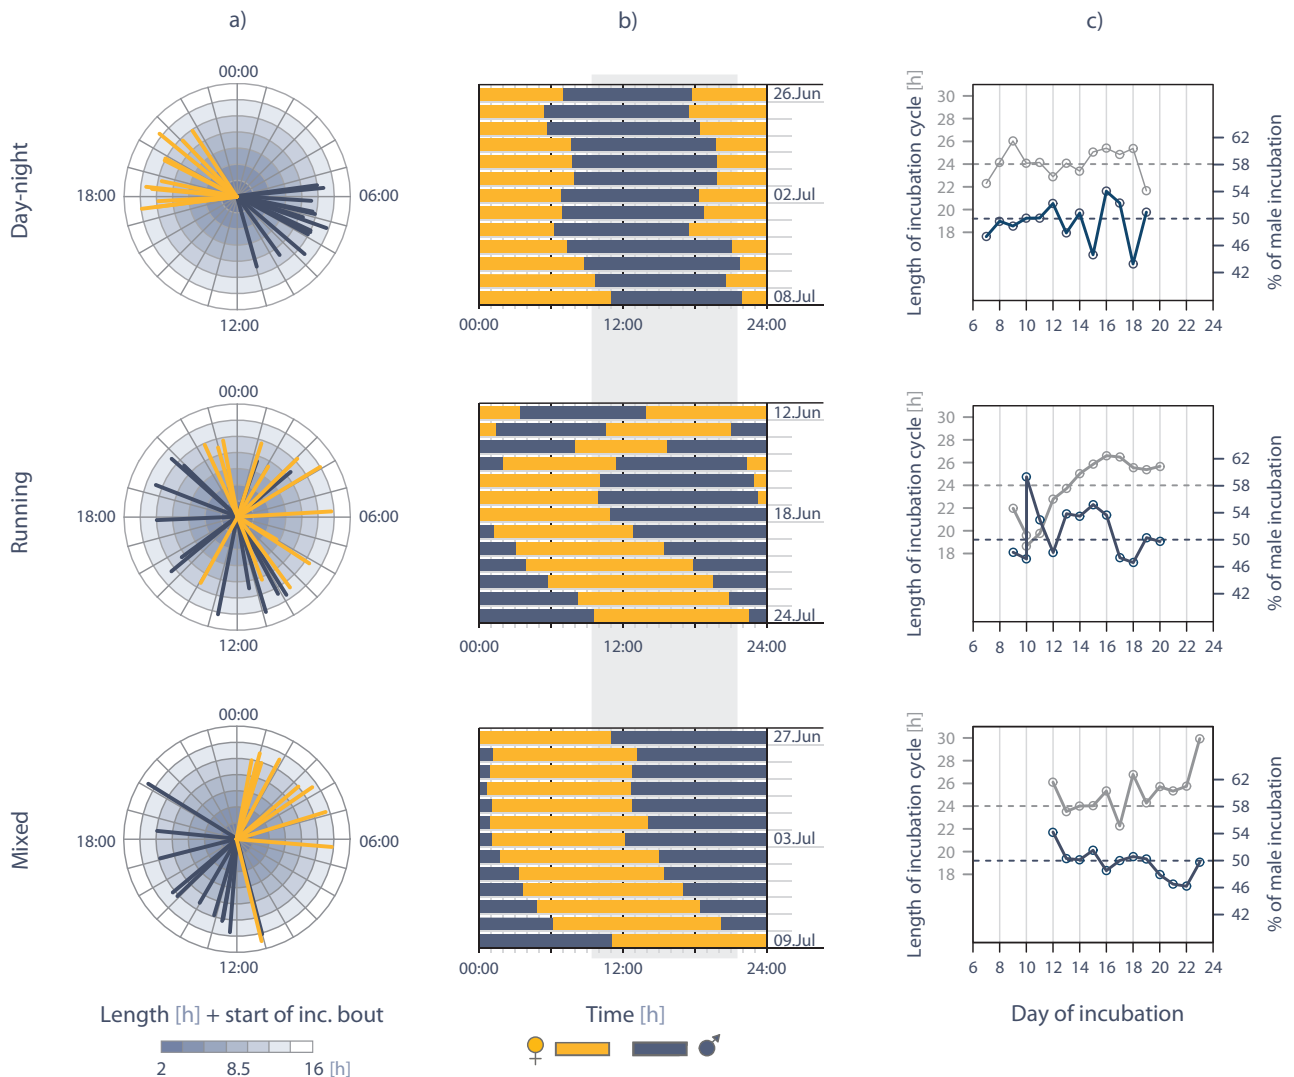 a)
b)
c)
Day-night
00:00
18:00
06:00
12:00
26.Jun
02.Jul
08.Jul
00:00
12:00
24:00
Length of incubation cycle [h]
30
28
26
24
22
20
18
62
58
54
50
46
42
% of male incubation
6 8 10 12 14 16 18 20 22 24
Running
00:00
18:00
06:00
12:00
12.Jun
18.Jun
24.Jul
00:00
12:00
24:00
Length of incubation cycle [h]
30
28
26
24
22
20
18
62
58
54
50
46
42
% of male incubation
6 8 10 12 14 16 18 20 22 24
Mixed
00:00
18:00
06:00
12:00
27.Jun
03.Jul
09.Jul
00:00
12:00
24:00
Length of incubation cycle [h]
30
28
26
24
22
20
18
62
58
54
50
46
42
% of male incubation
6 8 10 12 14 16 18 20 22 24
Length [h] + start of inc. bout
2 8.5 16 [h]
Time [h]
♀ ♂
Day of incubation